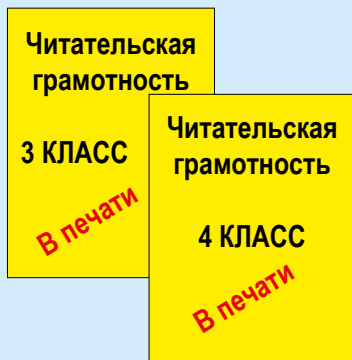 Читательская
грамотность
3 КЛАСС
В печати
Читательская
грамотность
4 КЛАСС
В печати